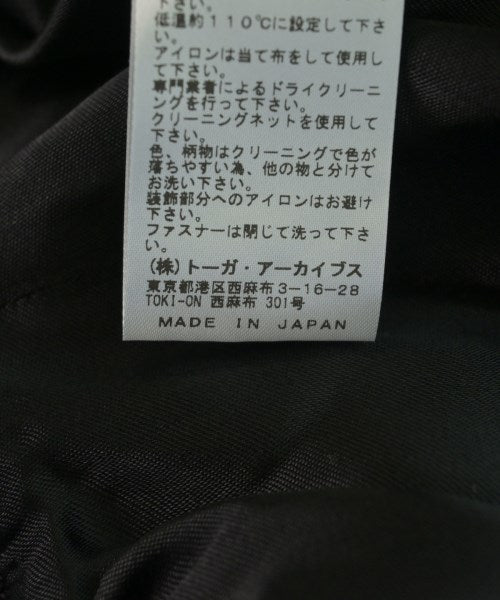 下さい。
低温約１１０℃に設定して下さ
い。
アイロンは当て布をして使用し
て下さい。
専門業者によるドライクリーニ
ングを行って下さい。
クリーニングネットを使用して
下さい。
色、柄物はクリーニングで色が
落ちやすい為、他の物と分けて
お洗い下さい。
装飾部分へのアイロンはお避け
下さい。
ファスナーは閉じて洗って下さ
い。
(株)トーガ・アーカイブス
東京都港区西麻布3-16-28
TOKI-ON 西麻布 301号
MADE IN JAPAN